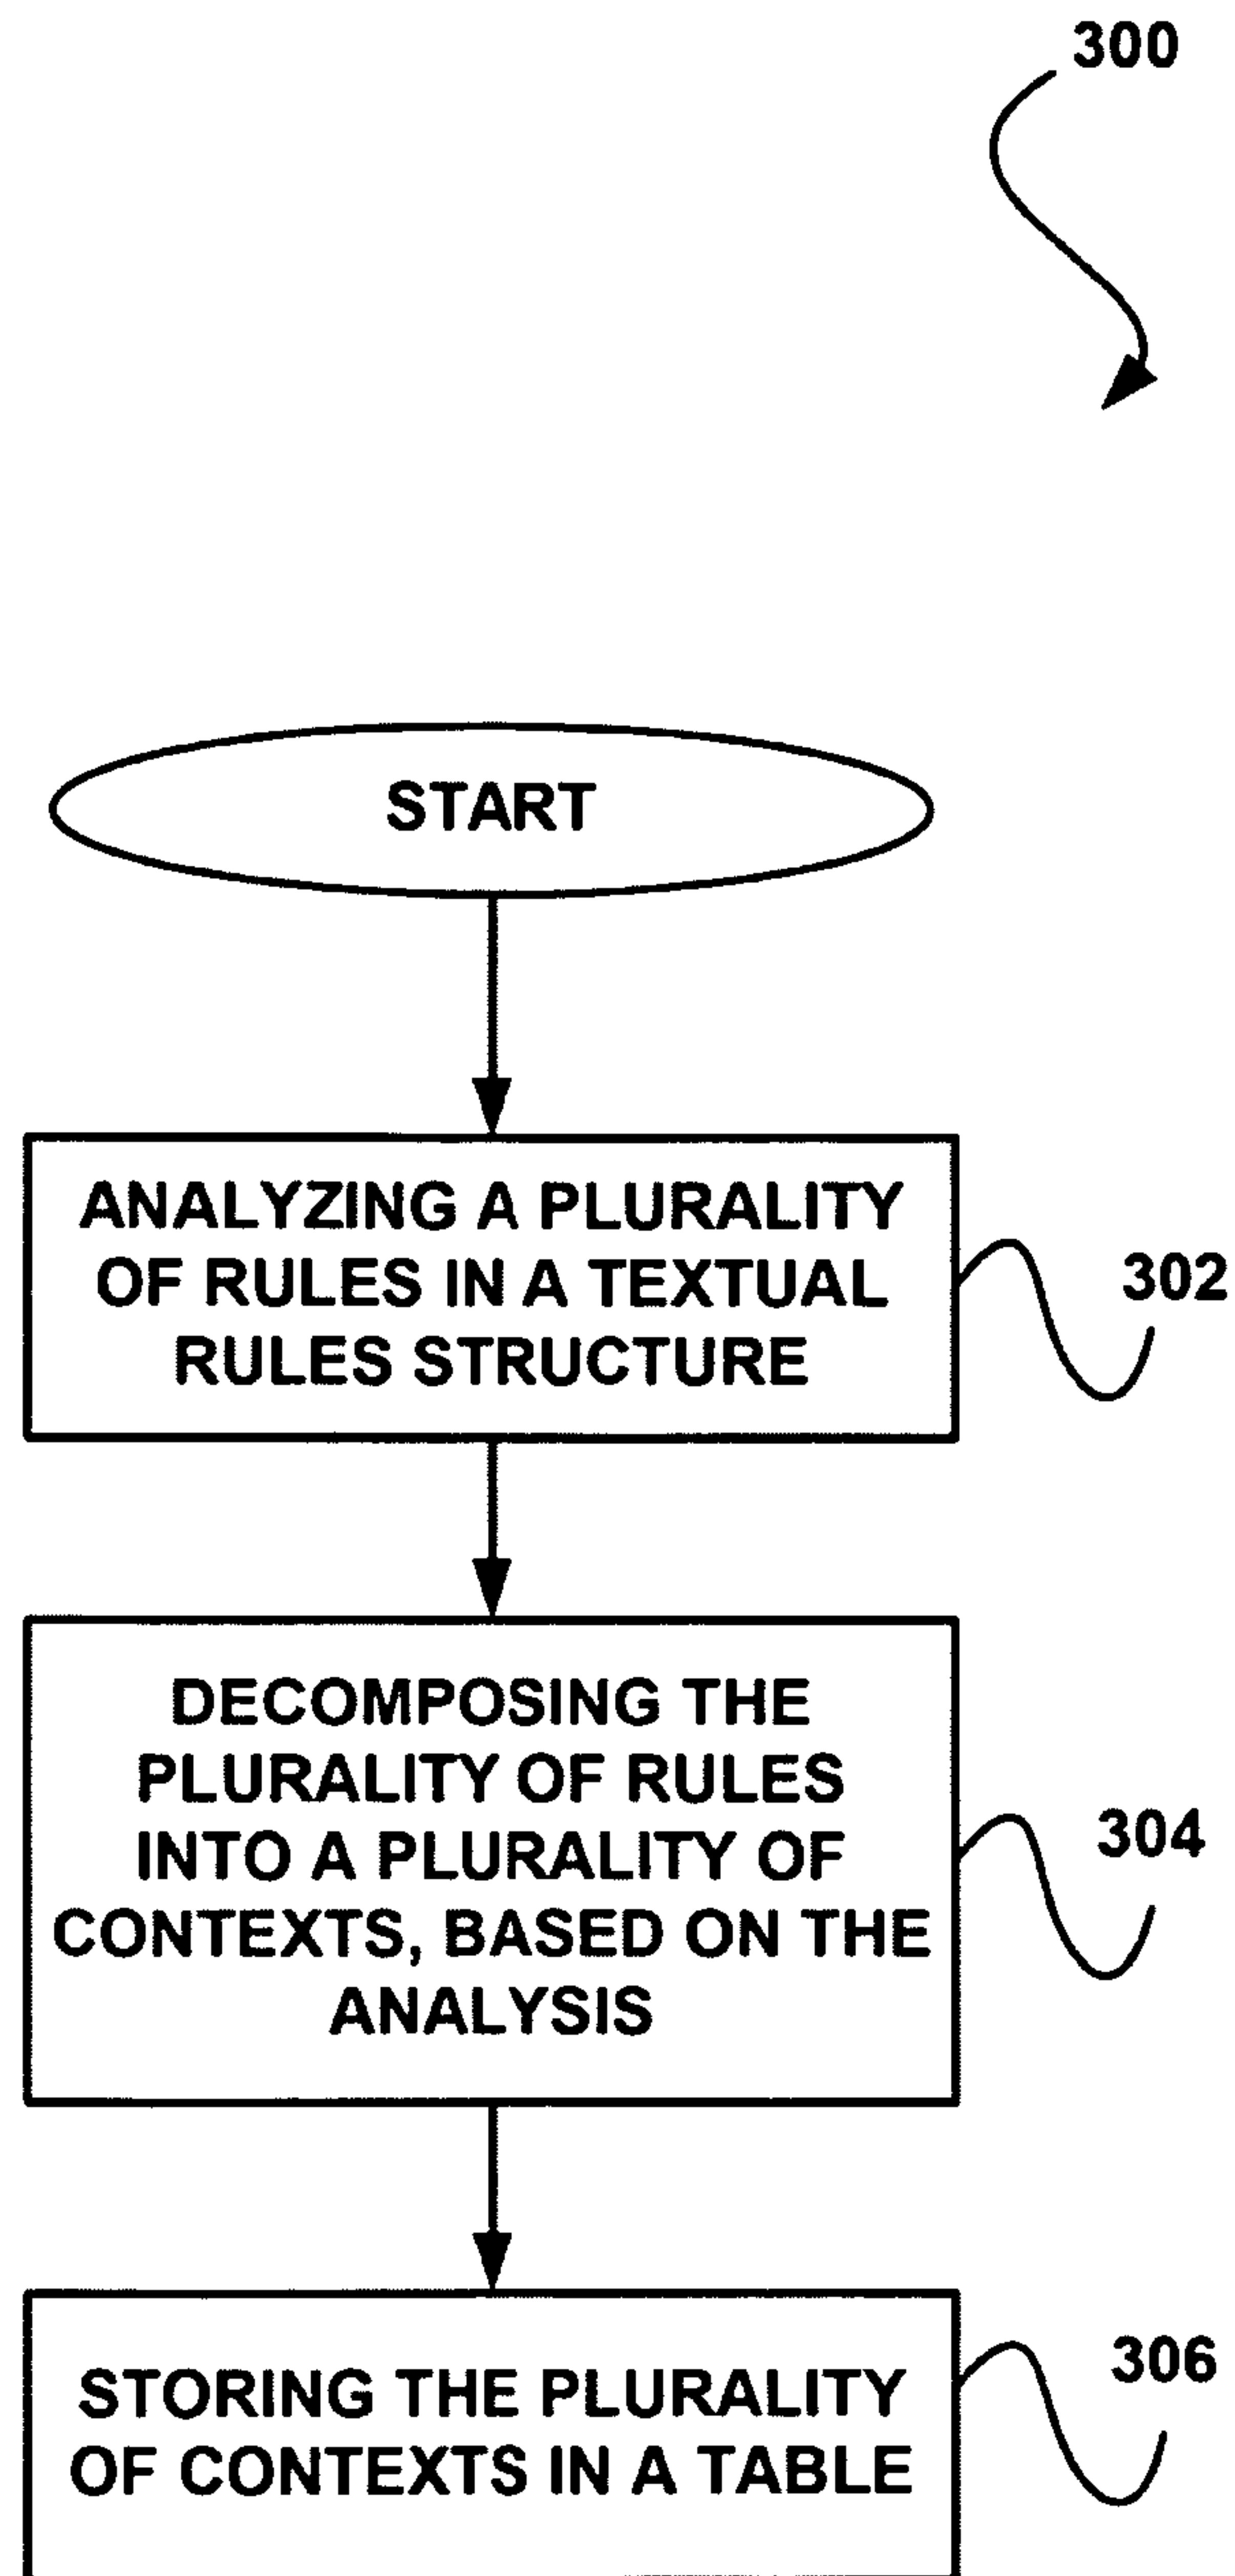 300
START
ANALYZING A PLURALITY
OF RULES IN A TEXTUAL
RULES STRUCTURE
302
DECOMPOSING THE
PLURALITY OF RULES
INTO A PLURALITY OF
CONTEXTS, BASED ON THE
ANALYSIS
304
STORING THE PLURALITY
OF CONTEXTS IN A TABLE
306